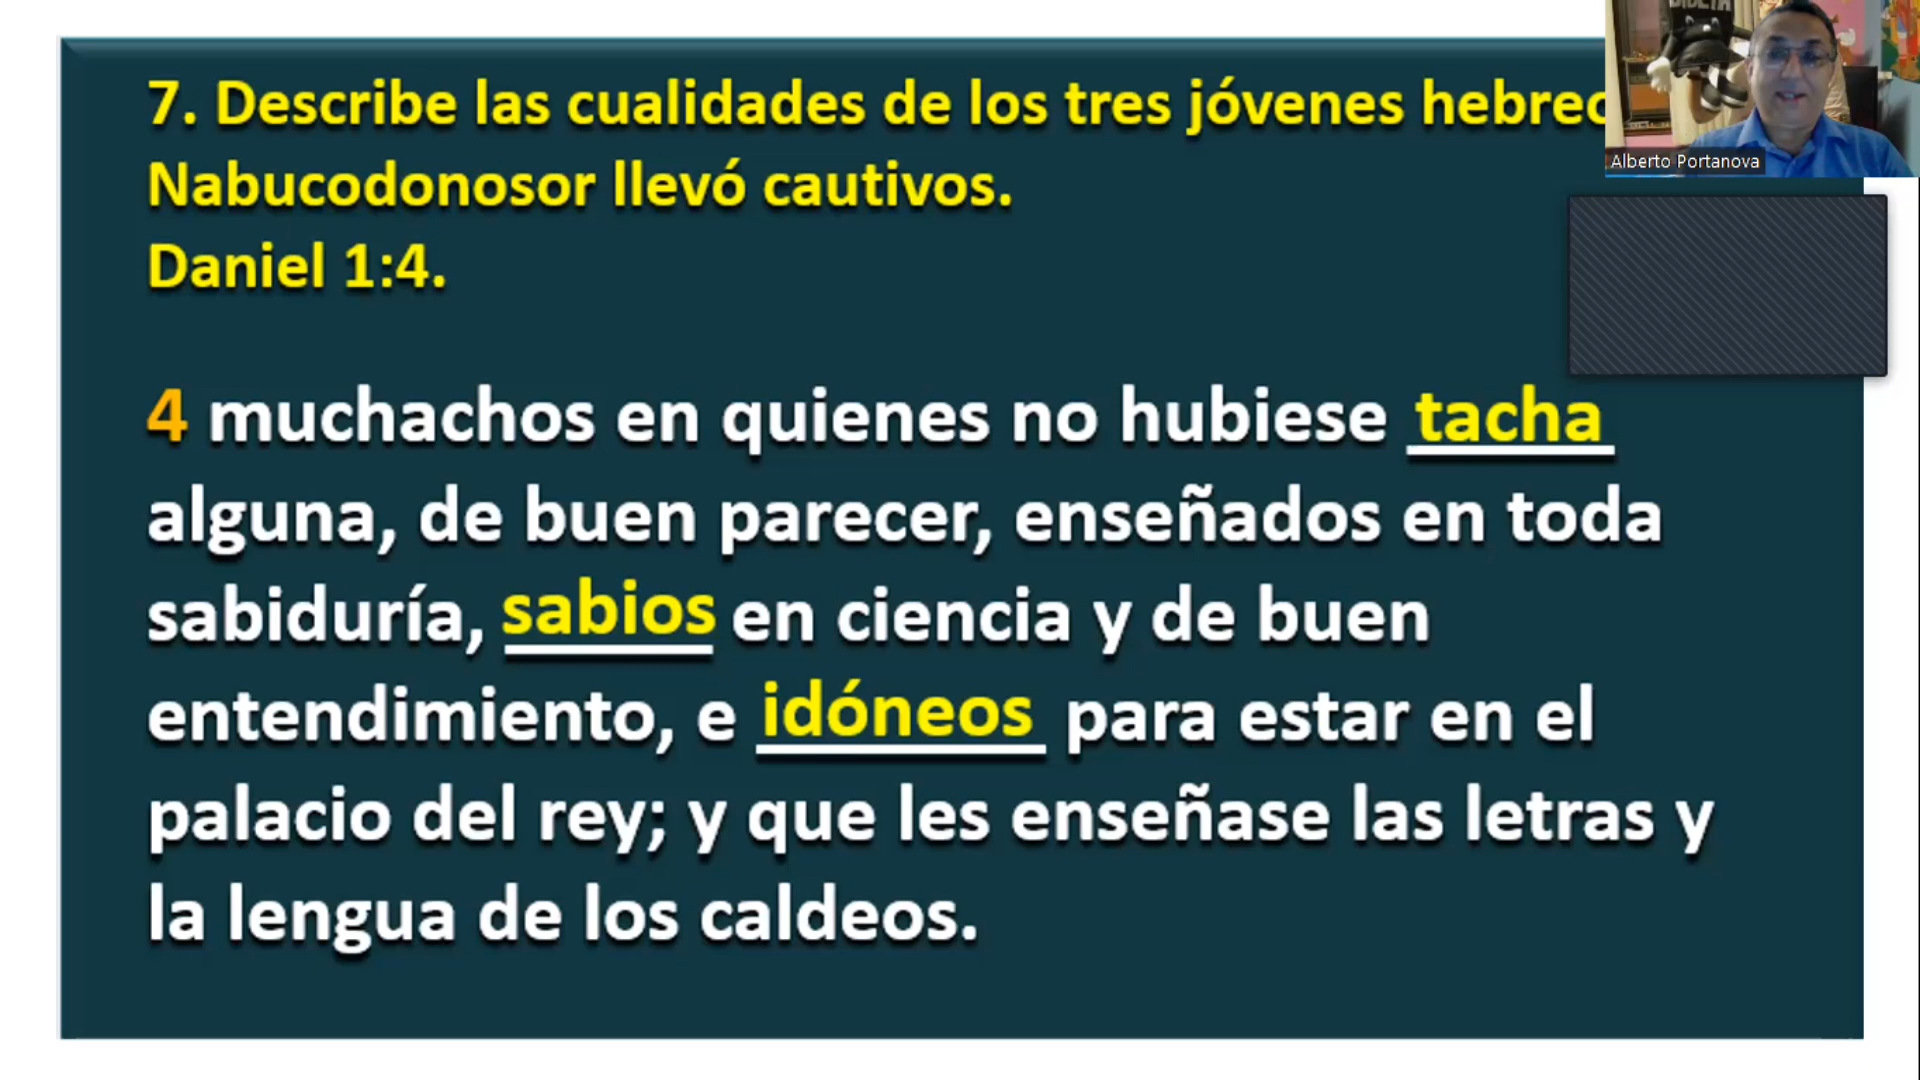 7. Describe las cualidades de los tres jóvenes
Nabucodonosor llevó cautivos.
Daniel 1:4.
4 muchachos en quienes no hubiese tacha
alguna, de buen parecer, enseñados en toda
sabiduría, sabios en ciencia y de buen
entendimiento, e idóneos para estar en el
palacio del rey; y que les enseñase las letras y
la lengua de los caldeos.
Alberto Portanova